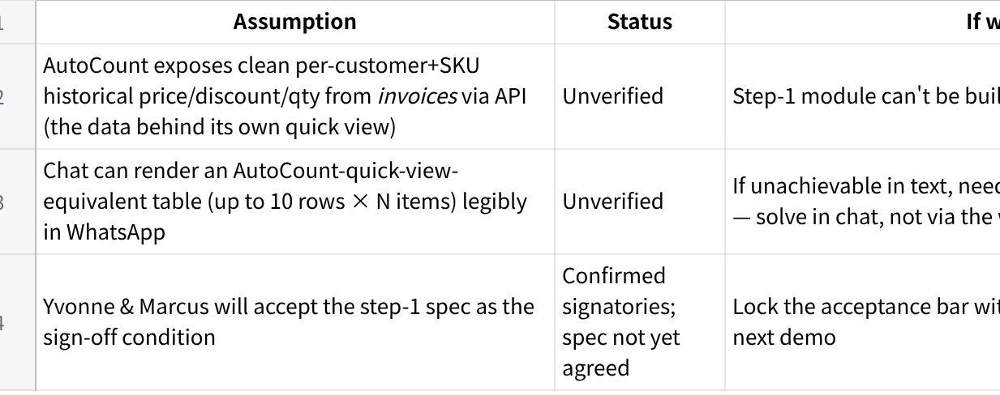 1
Assumption
Status
If w
2
AutoCount exposes clean per-customer+SKU
historical price/discount/qty from invoices via API
(the data behind its own quick view)
Unverified
Step-1 module can't be buil
3
Chat can render an AutoCount-quick-view-
equivalent table (up to 10 rows × N items) legibly
in WhatsApp
Unverified
If unachievable in text, need
— solve in chat, not via the
4
Yvonne & Marcus will accept the step-1 spec as the
sign-off condition
Confirmed
signatories;
spec not yet
agreed
Lock the acceptance bar wit
next demo